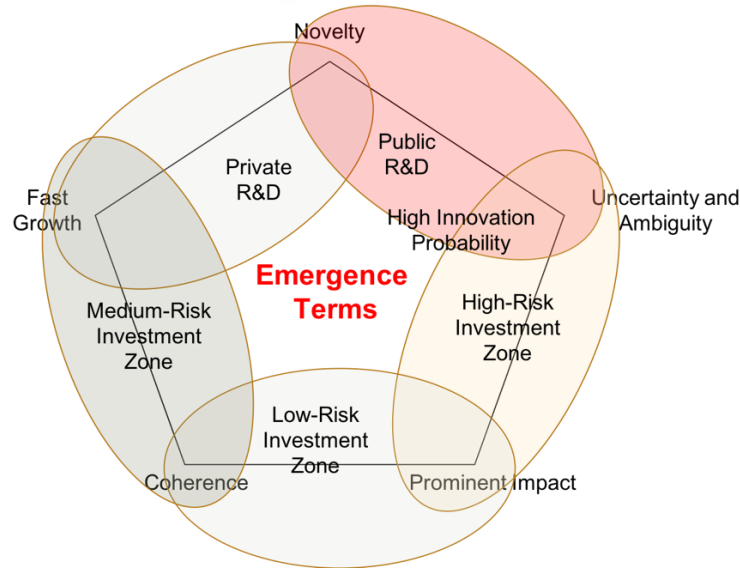 Novelty
Public
R&D
Private
R&D
Fast
Growth
Uncertainty and
Ambiguity
High Innovation
Probability
Emergence
Terms
Medium-Risk
Investment
Zone
High-Risk
Investment
Zone
Low-Risk
Investment
Zone
Coherence
Prominent Impact